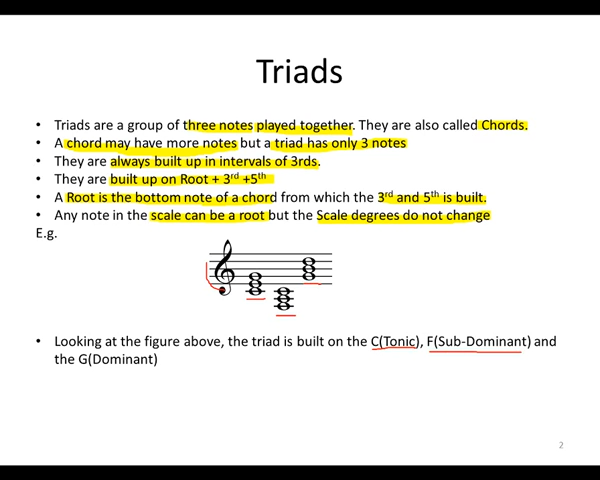 Triads
• Triads are a group of three notes played together. They are also called Chords.
• A chord may have more notes but a triad has only 3 notes
• They are always built up in intervals of 3rds.
• They are built up on Root + 3rd +5th
• A Root is the bottom note of a chord from which the 3rd and 5th is built.
• Any note in the scale can be a root but the Scale degrees do not change
E.g.
• Looking at the figure above, the triad is built on the C(Tonic), F(Sub-Dominant) and
the G(Dominant)
2